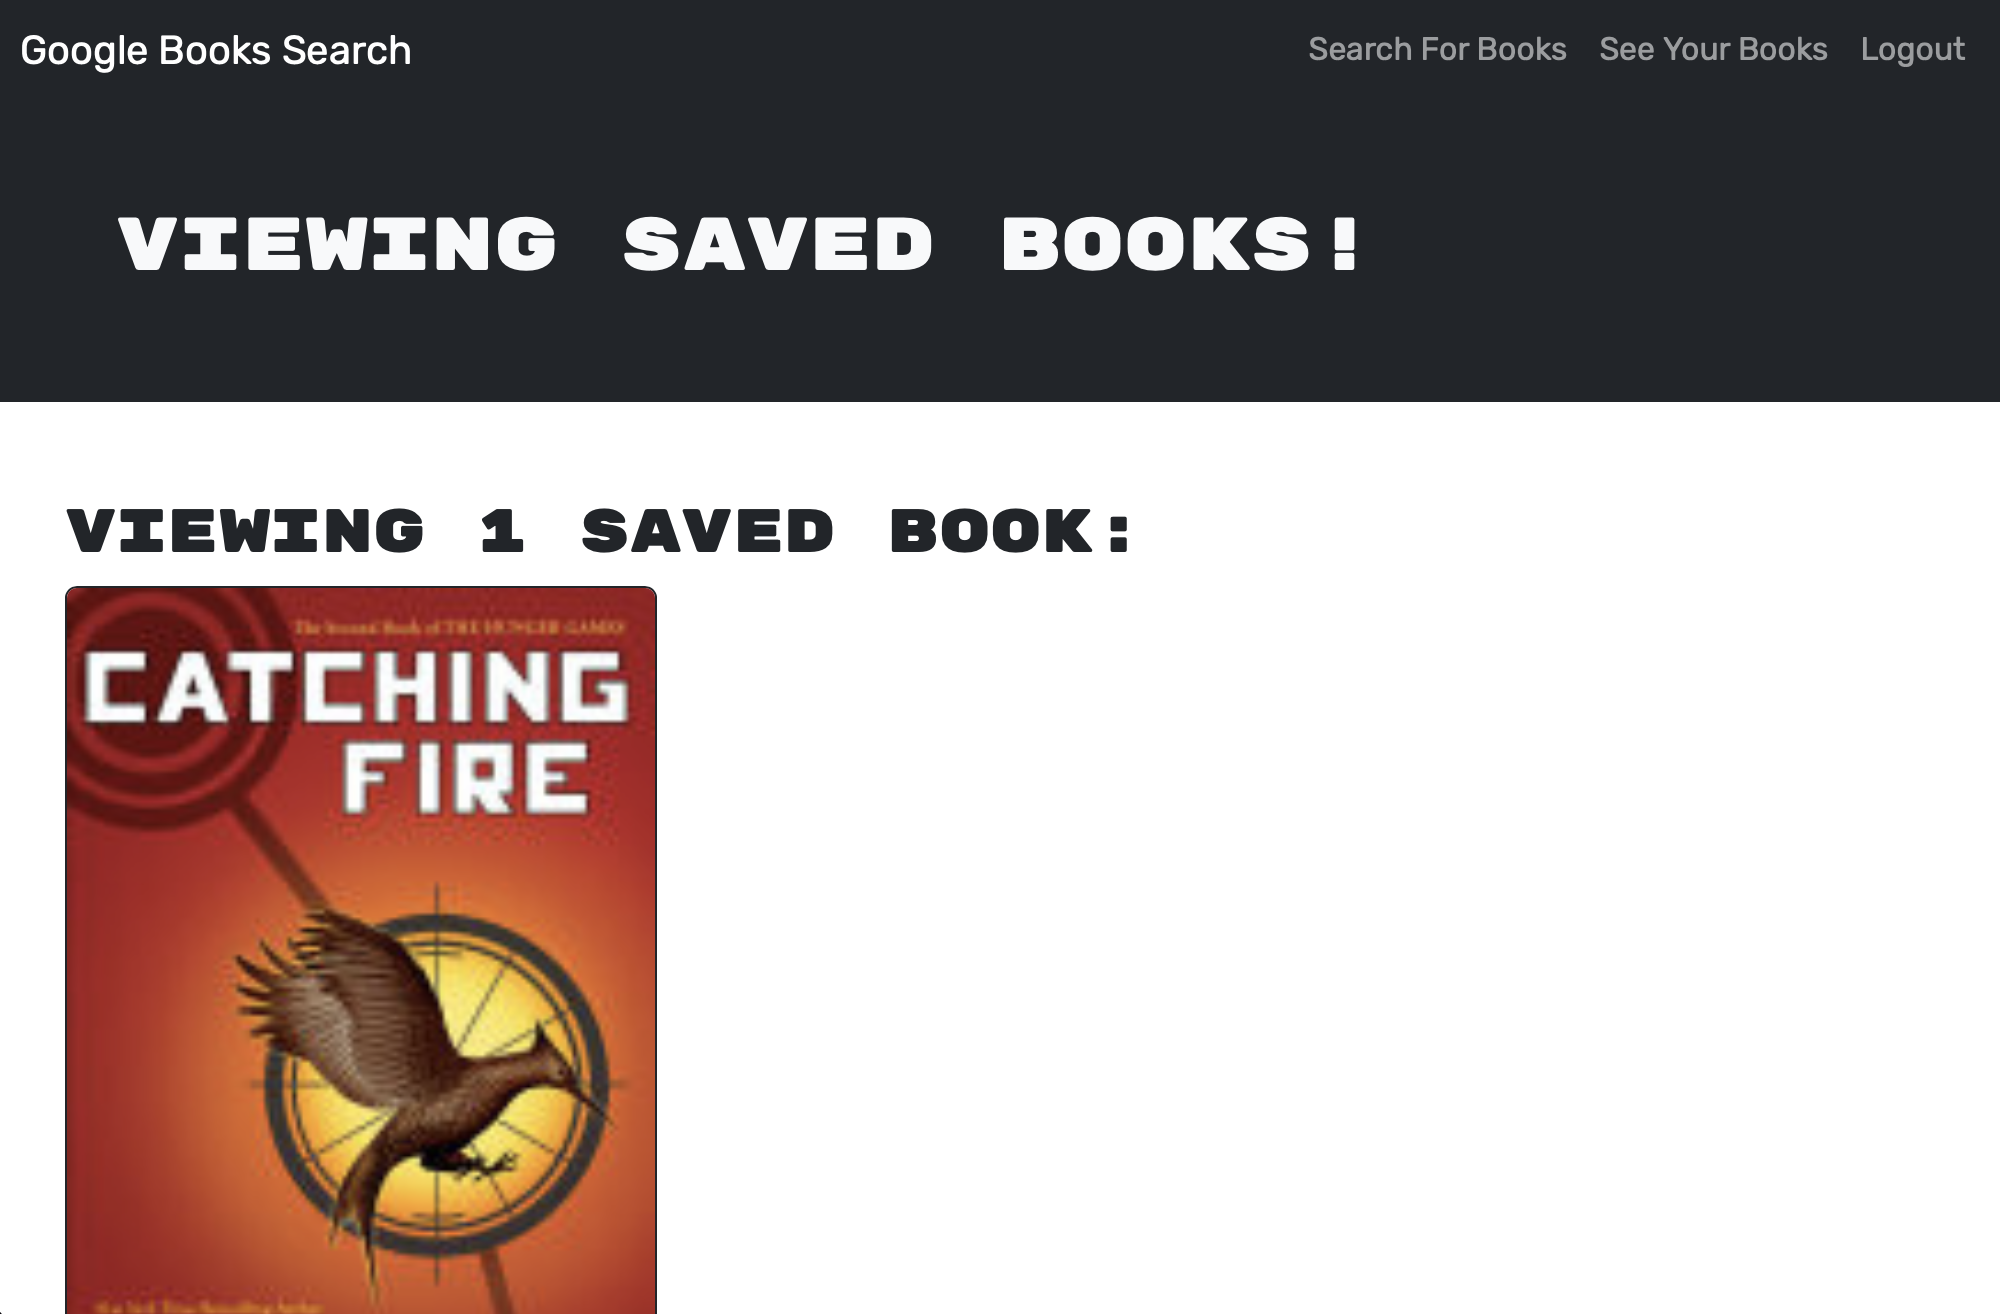 Google Books Search
Search For Books See Your Books Logout
VIEWING SAVED BOOKS!
VIEWING 1 SAVED BOOK:
The Second Book of THE HUNGER GAMES
CATCHING
FIRE